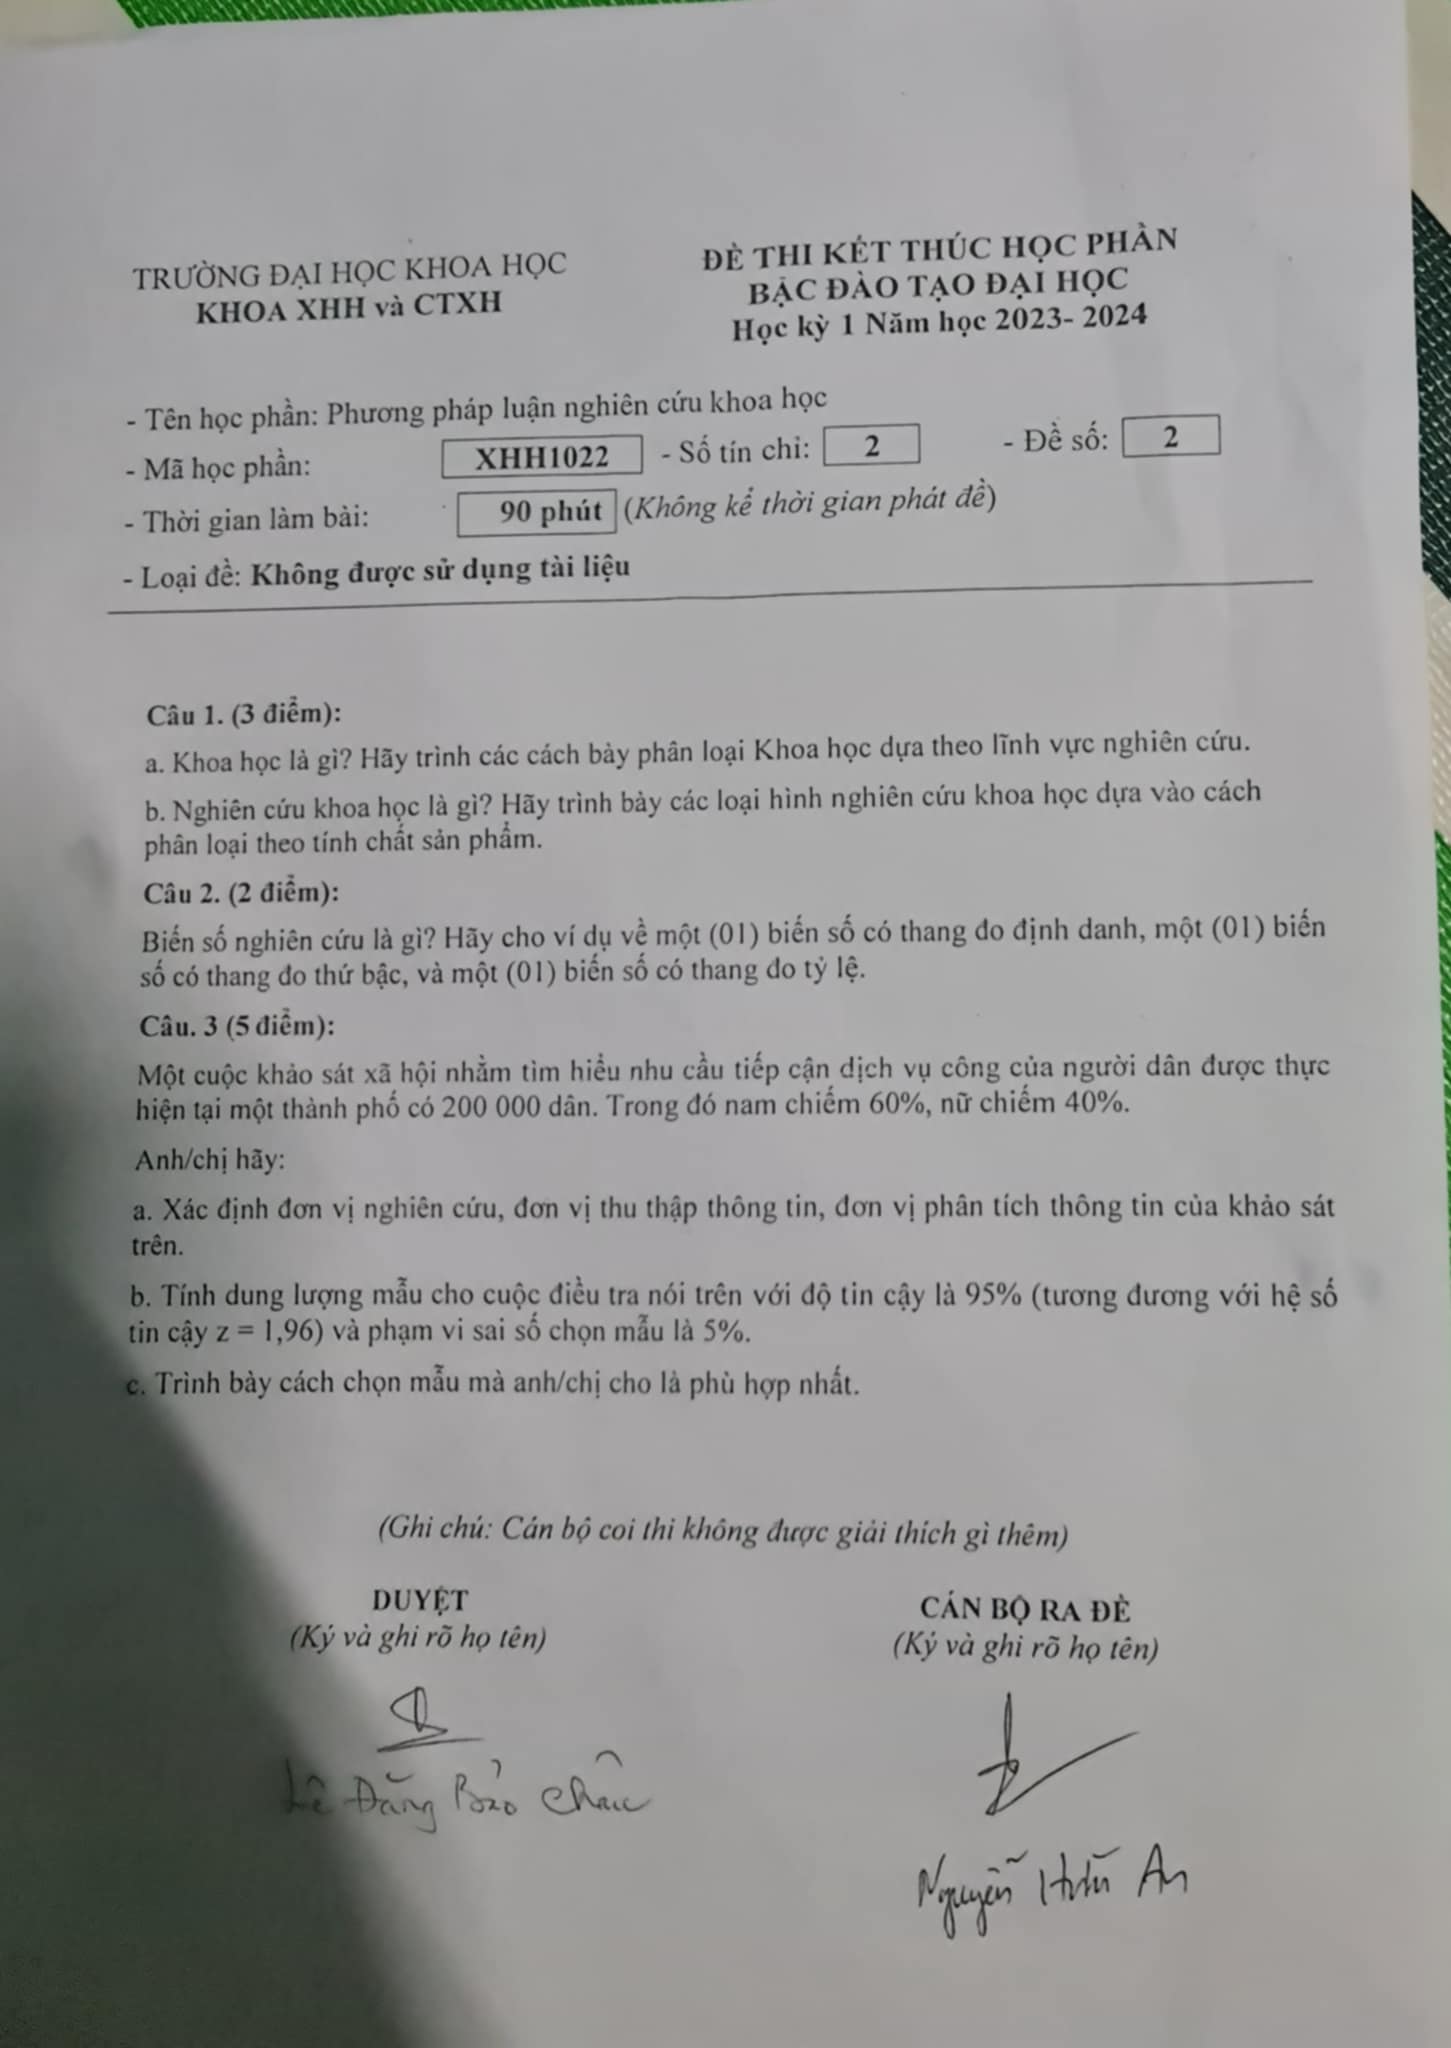 TRƯỜNG ĐẠI HỌC KHOA HỌC
KHOA XHH và CTXH
ĐỀ THI KẾT THÚC HỌC PHẦN
BẬC ĐÀO TẠO ĐẠI HỌC
Học kỳ 1 Năm học 2023- 2024
- Tên học phần: Phương pháp luận nghiên cứu khoa học
- Mã học phần: XHH1022 - Số tín chỉ: 2 - Đề số: 2
- Thời gian làm bài: 90 phút (Không kể thời gian phát đề)
- Loại đề: Không được sử dụng tài liệu
Câu 1. (3 điểm):
a. Khoa học là gì? Hãy trình các cách bày phân loại Khoa học dựa theo lĩnh vực nghiên cứu.
b. Nghiên cứu khoa học là gì? Hãy trình bày các loại hình nghiên cứu khoa học dựa vào cách
phân loại theo tính chất sản phẩm.
Câu 2. (2 điểm):
Biến số nghiên cứu là gì? Hãy cho ví dụ về một (01) biến số có thang đo định danh, một (01) biến
số có thang đo thứ bậc, và một (01) biến số có thang đo tỷ lệ.
Câu. 3 (5 điểm):
Một cuộc khảo sát xã hội nhằm tìm hiểu nhu cầu tiếp cận dịch vụ công của người dân được thực
hiện tại một thành phố có 200 000 dân. Trong đó nam chiếm 60%, nữ chiếm 40%.
Anh/chị hãy:
a. Xác định đơn vị nghiên cứu, đơn vị thu thập thông tin, đơn vị phân tích thông tin của khảo sát
trên.
b. Tính dung lượng mẫu cho cuộc điều tra nói trên với độ tin cậy là 95% (tương đương với hệ số
tin cậy z = 1,96) và phạm vi sai số chọn mẫu là 5%.
c. Trình bày cách chọn mẫu mà anh/chị cho là phù hợp nhất.
(Ghi chú: Cán bộ coi thi không được giải thích gì thêm)
DUYỆT
(Ký và ghi rõ họ tên)
Lê Đăng Bảo Châu
CÁN BỘ RA ĐỀ
(Ký và ghi rõ họ tên)
Nguyễn Hữu An